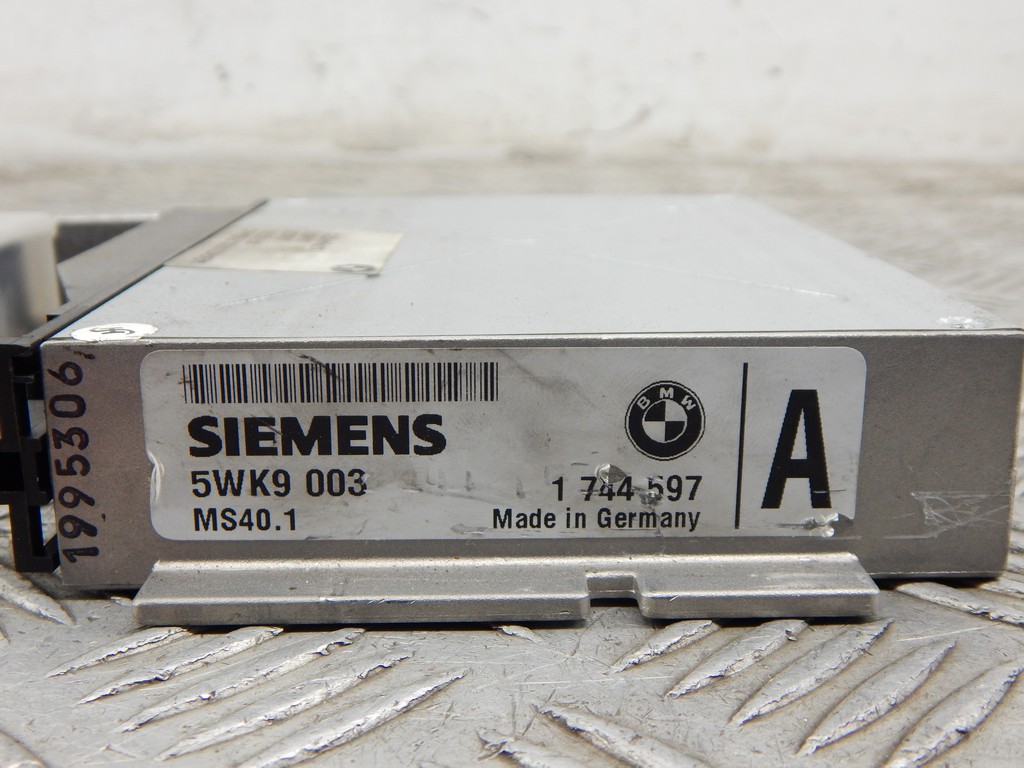 SIEMENS
5WK9 003
MS40.1
BMW
1 744 597
Made in Germany
A
1995306,